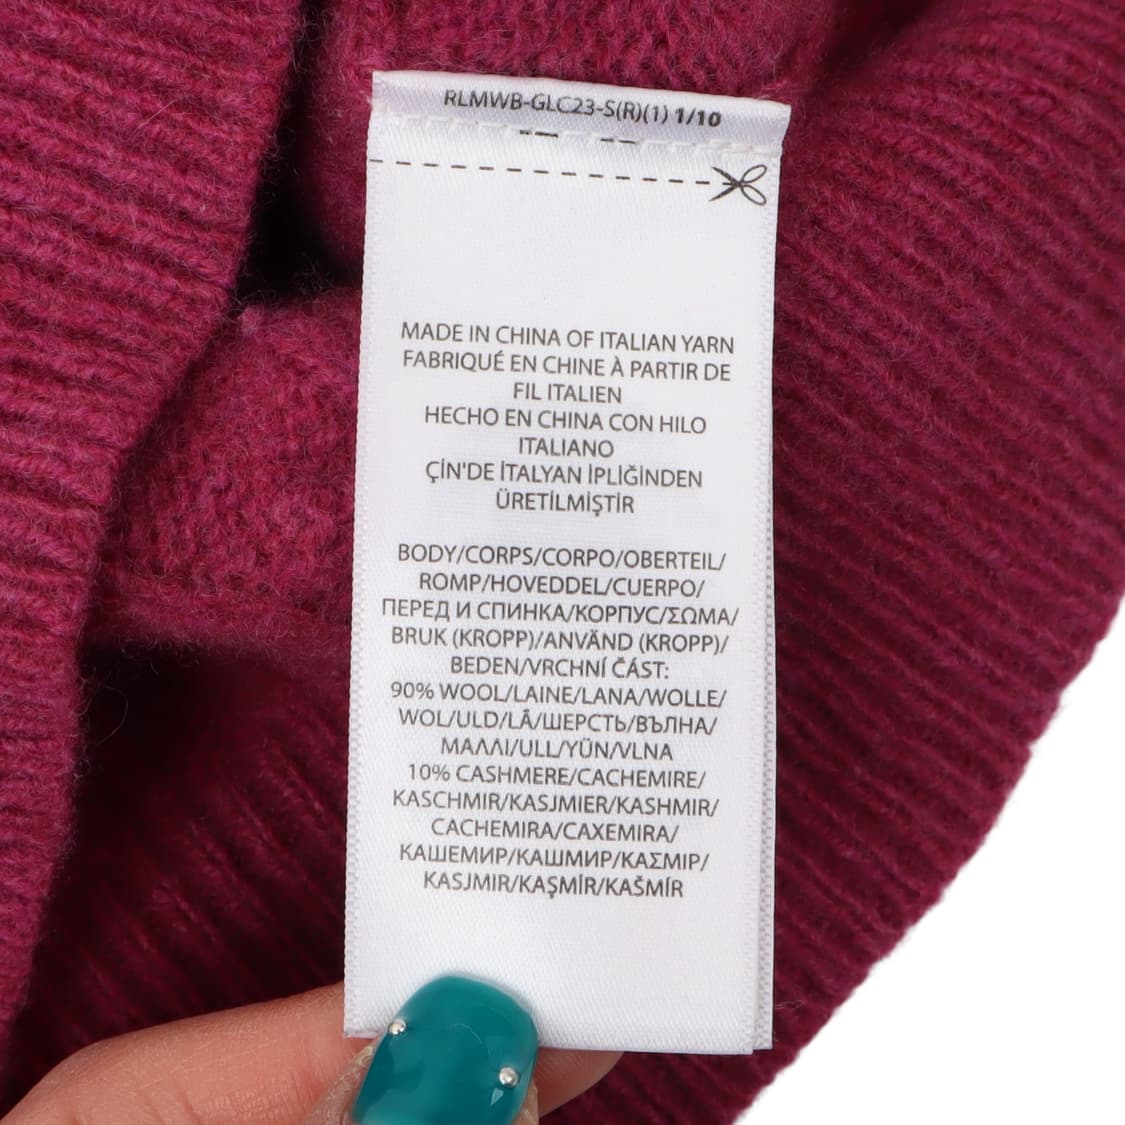 RLMWB-GLC23-S(R)(1) 1/10
MADE IN CHINA OF ITALIAN YARN
FABRIQUÉ EN CHINE À PARTIR DE
FIL ITALIEN
HECHO EN CHINA CON HILO
ITALIANO
ÇİN'DE İTALYAN İPLİĞİNDEN
ÜRETİLMİŞTİR
BODY/CORPS/CORPO/OBERTEIL/
ROMP/HOVEDDEL/CUERPO/
ПЕРЕД И СПИНКА/КОРПУС/ΣΩΜΑ/
BRUK (KROPP)/ANVÄND (KROPP)/
BEDEN/VRCHNÍ ČÁST:
90% WOOL/LAINE/LANA/WOLLE/
WOL/ULD/LÃ/ШЕРСТЬ/ВЪЛНА/
ΜΑΛΛΙ/ULL/YÜN/VLNA
10% CASHMERE/CACHEMIRE/
KASCHMIR/KASJMIER/KASHMIR/
CACHEMIRA/CAXEMIRA/
КАШЕМИР/КАШМИР/ΚΑΣΜΙΡ/
KASJMIR/KAŞMİR/KAŠMÍR